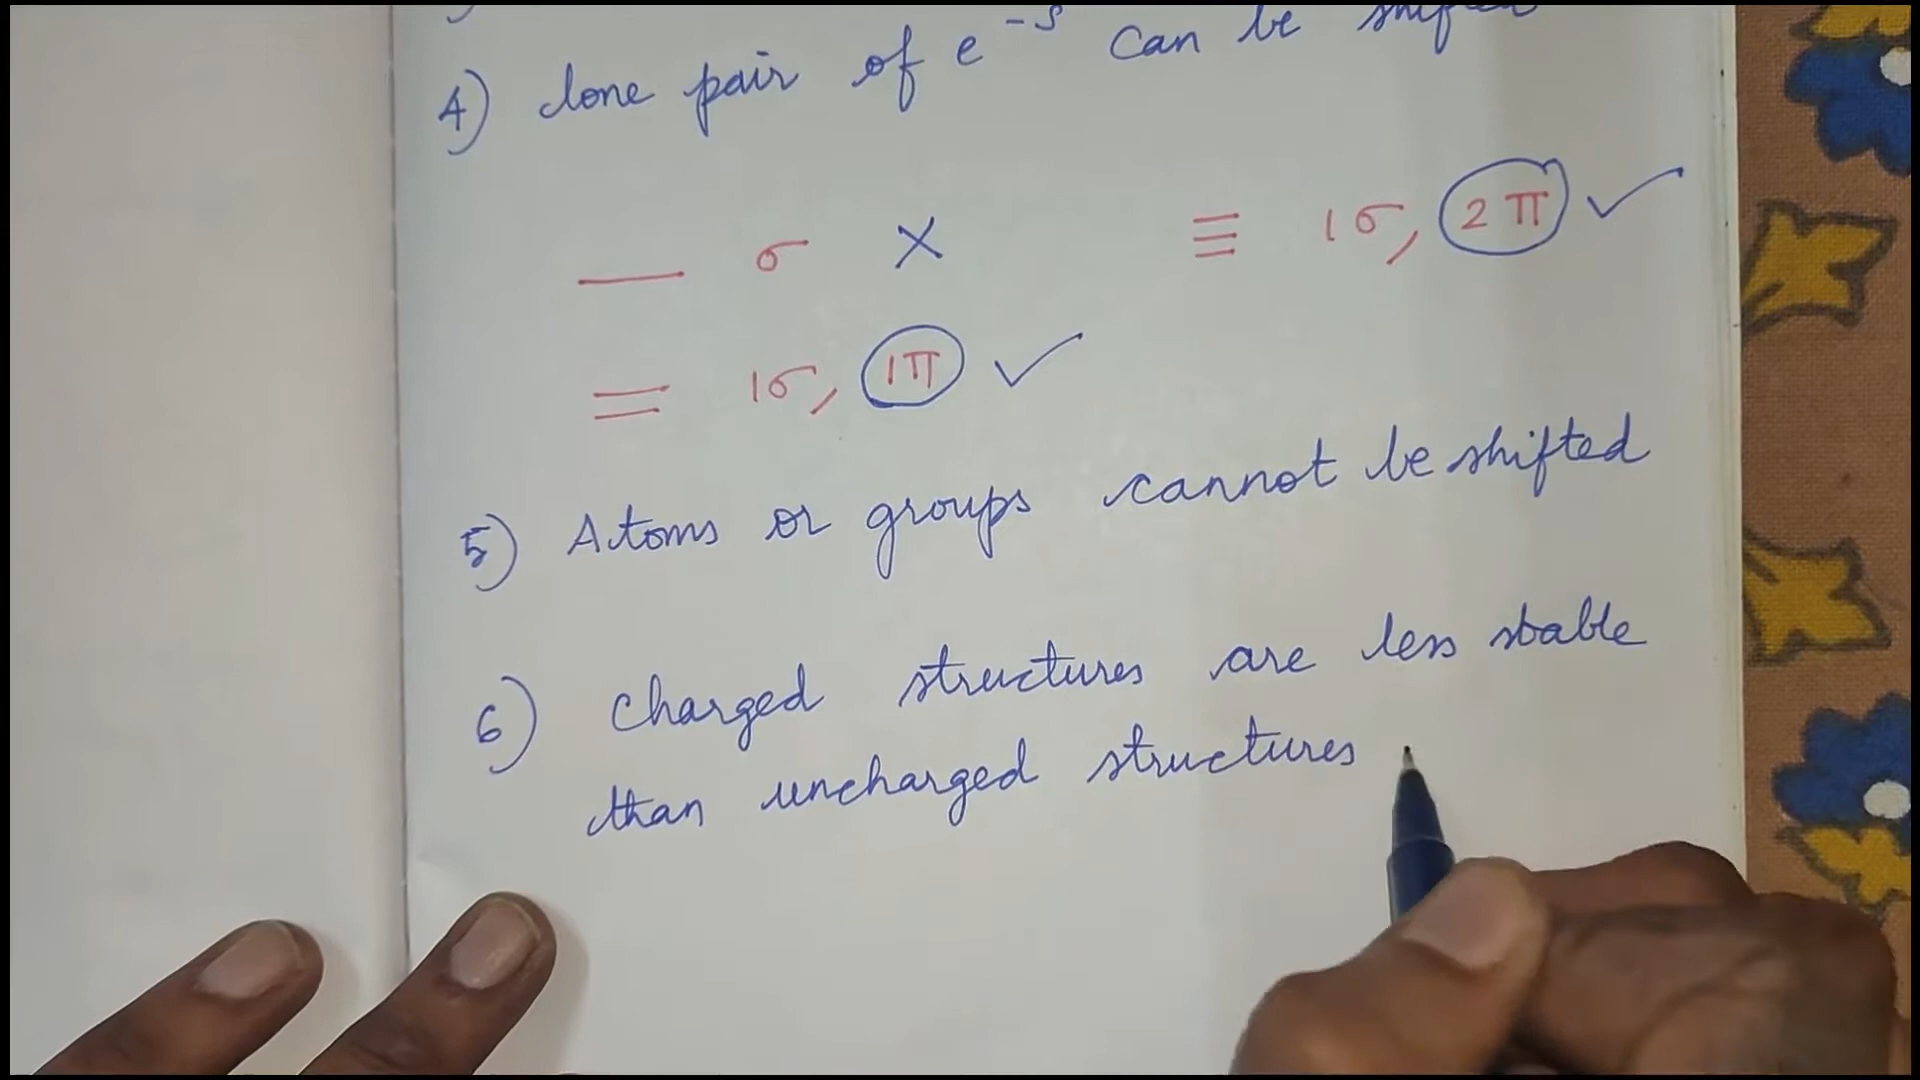 4) lone pair of e⁻s can be shifted
— σ × ≡ 1σ, 2π ✓
= 1σ, 1π ✓
5) Atoms or groups cannot be shifted
6) charged structures are less stable
than uncharged structures